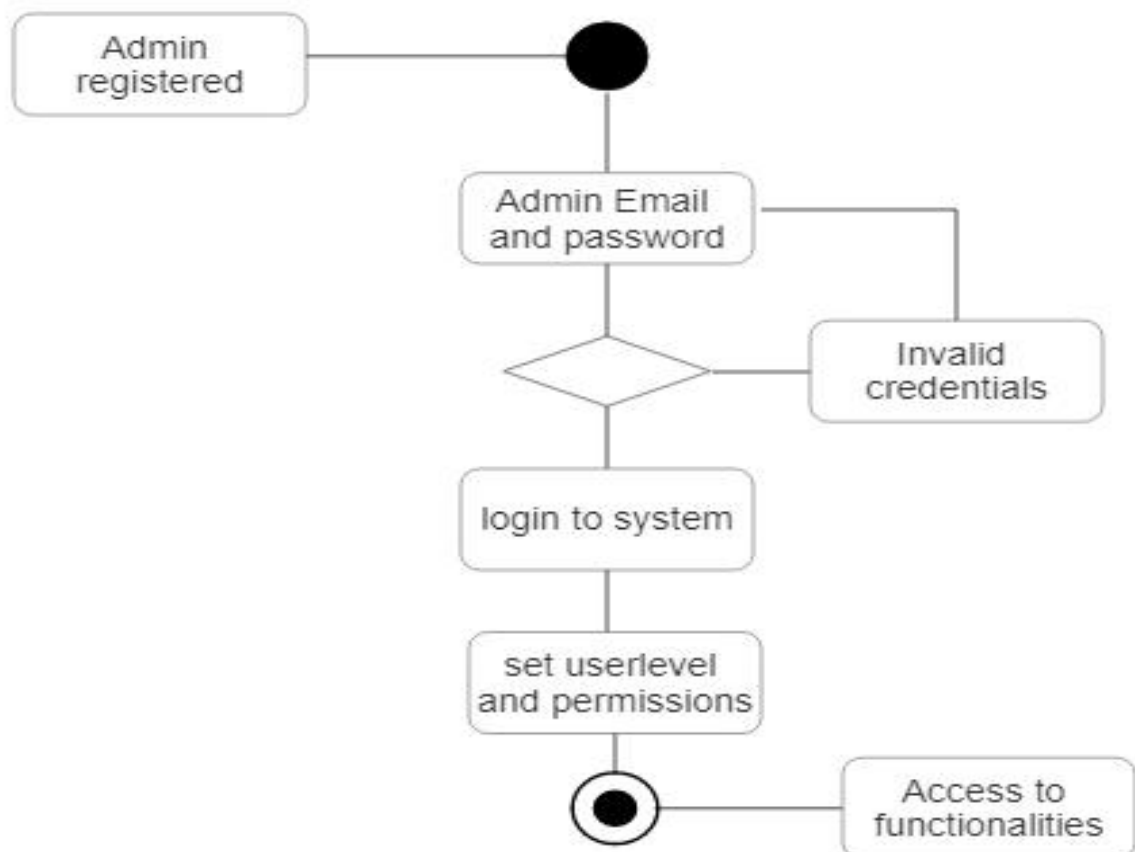 Admin
registered
Admin Email
and password
Invalid
credentials
login to system
set userlevel
and permissions
Access to
functionalities